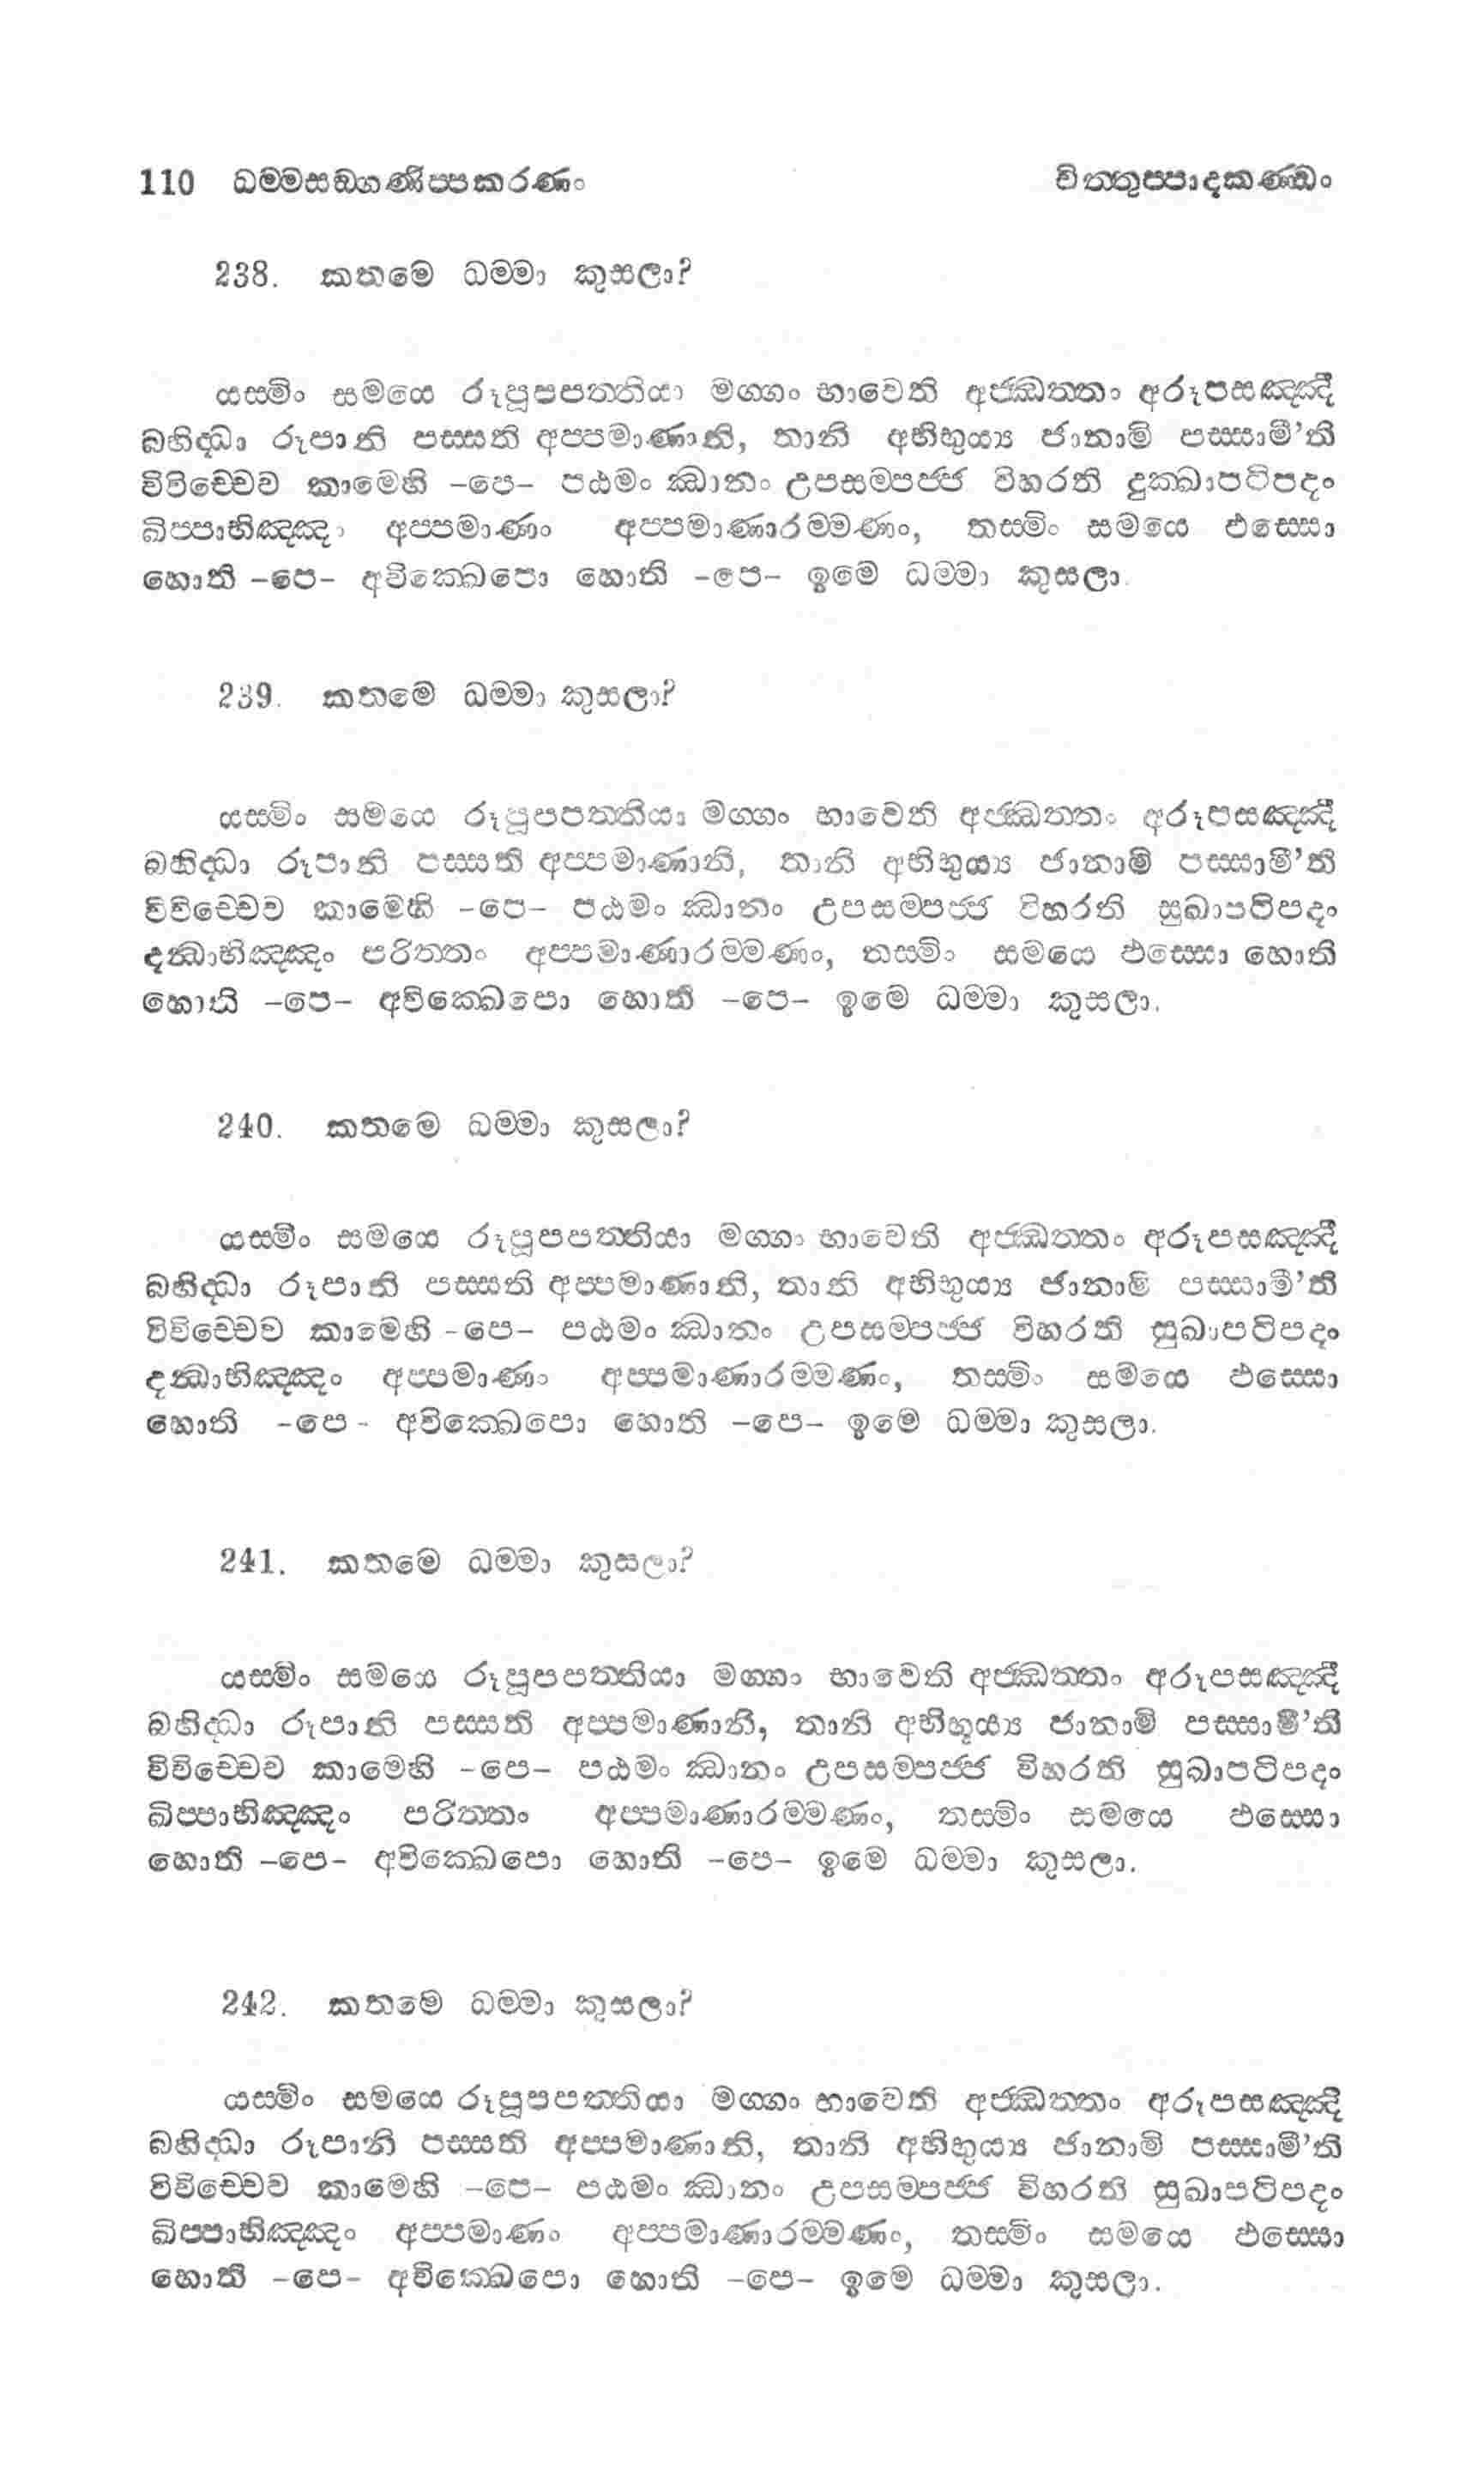 110 ධම්මසඞ්ගණිප්පකරණං චිත්තුප්පාදකණ්ඩං
238. කතමෙ ධම්මා කුසලා?
යස්මිං සමයෙ රූපූපපත්තියා මග්ගං භාවෙති අජ්ඣත්තං අරූපසඤ්ඤී
බහිද්ධා රූපානි පස්සති අප්පමාණානි, තානි අභිභුය්‍ය ජානාමි පස්සාමී’ති
විවිච්චෙව කාමෙහි –පෙ– පඨමං ඣානං උපසම්පජ්ජ විහරති දුක්ඛාපටිපදං
ඛිප්පාභිඤ්ඤං අප්පමාණං අප්පමාණාරම්මණං, තස්මිං සමයෙ එස්සො
හොති –පෙ– අවික්ඛෙපො හොති –පෙ– ඉමෙ ධම්මා කුසලා.
239. කතමෙ ධම්මා කුසලා?
යස්මිං සමයෙ රූපූපපත්තියා මග්ගං භාවෙති අජ්ඣත්තං අරූපසඤ්ඤී
බහිද්ධා රූපානි පස්සති අප්පමාණානි, තානි අභිභුය්‍ය ජානාමි පස්සාමී’ති
විවිච්චෙව කාමෙහි –පෙ– පඨමං ඣානං උපසම්පජ්ජ විහරති සුඛාපටිපදං
දන්ධාභිඤ්ඤං පරිත්තං අප්පමාණාරම්මණං, තස්මිං සමයෙ ඵස්සො හොති
හොති –පෙ– අවික්ඛෙපො හොති –පෙ– ඉමෙ ධම්මා කුසලා.
240. කතමෙ ධම්මා කුසලා?
යස්මිං සමයෙ රූපූපපත්තියා මග්ගං භාවෙති අජ්ඣත්තං අරූපසඤ්ඤී
බහිද්ධා රූපානි පස්සති අප්පමාණානි, තානි අභිභුය්‍ය ජානාමි පස්සාමී’ති
විවිච්චෙව කාමෙහි –පෙ– පඨමං ඣානං උපසම්පජ්ජ විහරති සුඛාපටිපදං
දන්ධාභිඤ්ඤං අප්පමාණං අප්පමාණාරම්මණං, තස්මිං සමයෙ ඵස්සො
හොති –පෙ– අවික්ඛෙපො හොති –පෙ– ඉමෙ ධම්මා කුසලා.
241. කතමෙ ධම්මා කුසලා?
යස්මිං සමයෙ රූපූපපත්තියා මග්ගං භාවෙති අජ්ඣත්තං අරූපසඤ්ඤී
බහිද්ධා රූපානි පස්සති අප්පමාණානි, තානි අභිභූය්‍ය ජානාමි පස්සාමී’ති
විවිච්චෙව කාමෙහි –පෙ– පඨමං ඣානං උපසම්පජ්ජ විහරති සුඛාපටිපදං
ඛිප්පාභිඤ්ඤං පරිත්තං අප්පමාණාරම්මණං, තස්මිං සමයෙ ඵස්සො
හොති –පෙ– අවික්ඛෙපො හොති –පෙ– ඉමෙ ධම්මා කුසලා.
242. කතමෙ ධම්මා කුසලා?
යස්මිං සමයෙ රූපූපපත්තියා මග්ගං භාවෙති අජ්ඣත්තං අරූපසඤ්ඤී
බහිද්ධා රූපානි පස්සති අප්පමාණානි, තානි අභිභුය්‍ය ජානාමි පස්සාමී’ති
විවිච්චෙව කාමෙහි –පෙ– පඨමං ඣානං උපසම්පජ්ජ විහරති සුඛාපටිපදං
ඛිප්පාභිඤ්ඤං අප්පමාණං අප්පමාණාරම්මණං, තස්මිං සමයෙ ඵස්සො
හොති –පෙ– අවික්ඛෙපො හොති –පෙ– ඉමෙ ධම්මා කුසලා.